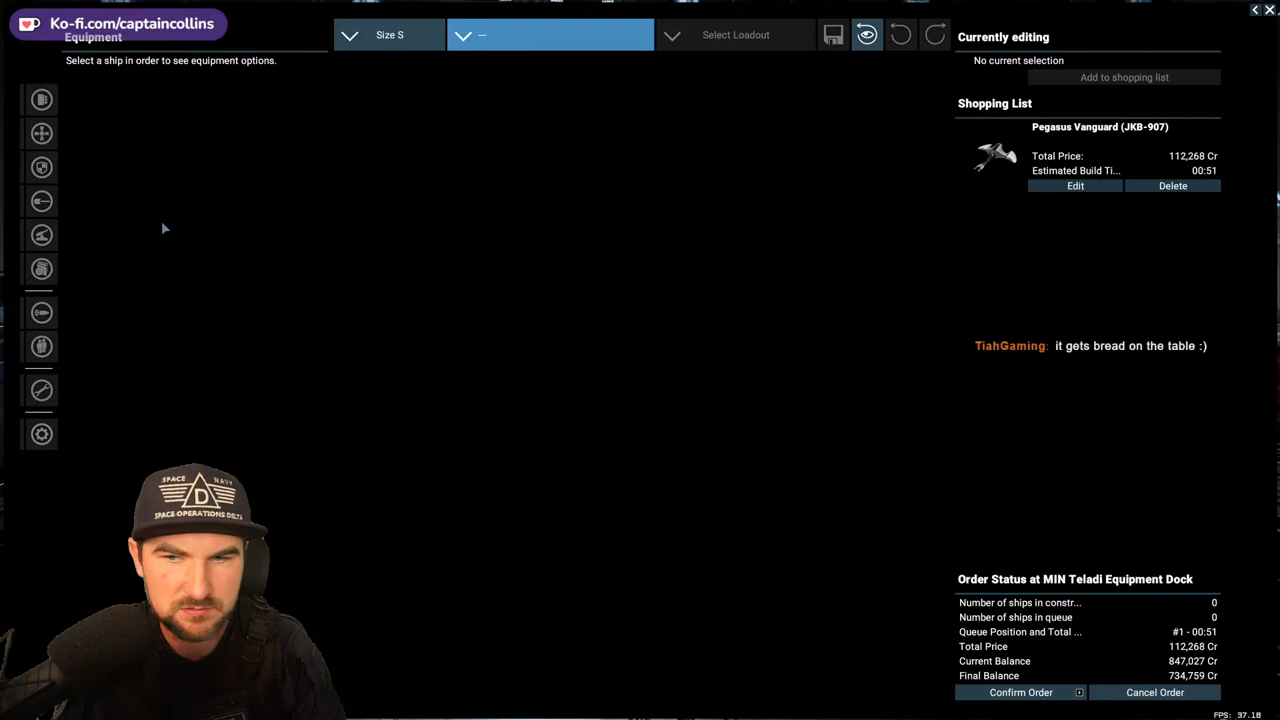 Ko-fi.com/captaincollins
Equipment
Select a ship in order to see equipment options.
Size S
—
Select Loadout
Currently editing
No current selection
Add to shopping list
Shopping List
Pegasus Vanguard (JKB-907)
Total Price: 112,268 Cr
Estimated Build Ti... 00:51
Edit Delete
TiahGaming: it gets bread on the table :)
SPACE NAVY
D
SPACE OPERATIONS DELTA
Order Status at MIN Teladi Equipment Dock
Number of ships in constr... 0
Number of ships in queue 0
Queue Position and Total ... #1 - 00:51
Total Price 112,268 Cr
Current Balance 847,027 Cr
Final Balance 734,759 Cr
Confirm Order Cancel Order
FPS: 37.18